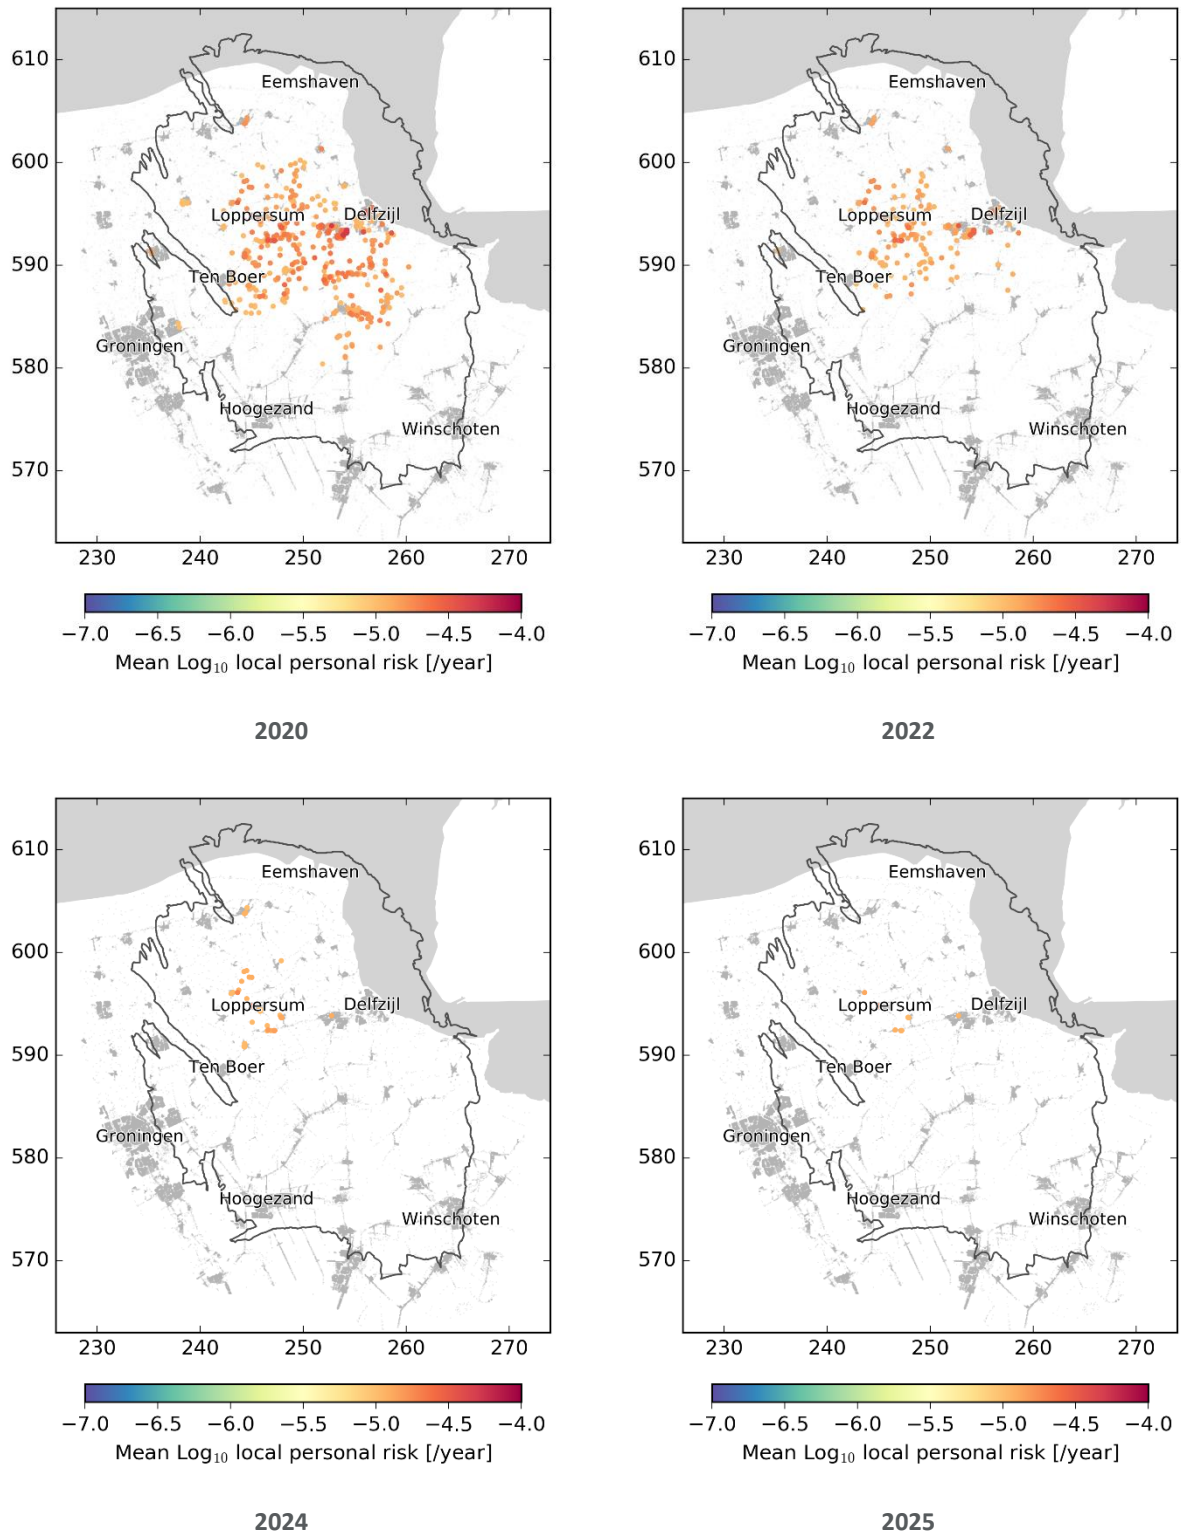 610
Eemshaven
600
Loppersum
Delfzijl
590
Ten Boer
Groningen
580
Hoogezand
Winschoten
570
230 240 250 260 270
−7.0 −6.5 −6.0 −5.5 −5.0 −4.5 −4.0
Mean Log₁₀ local personal risk [/year]
2020
610
Eemshaven
600
Loppersum
Delfzijl
590
Ten Boer
Groningen
580
Hoogezand
Winschoten
570
230 240 250 260 270
−7.0 −6.5 −6.0 −5.5 −5.0 −4.5 −4.0
Mean Log₁₀ local personal risk [/year]
2022
610
Eemshaven
600
Loppersum
Delfzijl
590
Ten Boer
Groningen
580
Hoogezand
Winschoten
570
230 240 250 260 270
−7.0 −6.5 −6.0 −5.5 −5.0 −4.5 −4.0
Mean Log₁₀ local personal risk [/year]
2024
610
Eemshaven
600
Loppersum
Delfzijl
590
Ten Boer
Groningen
580
Hoogezand
Winschoten
570
230 240 250 260 270
−7.0 −6.5 −6.0 −5.5 −5.0 −4.5 −4.0
Mean Log₁₀ local personal risk [/year]
2025